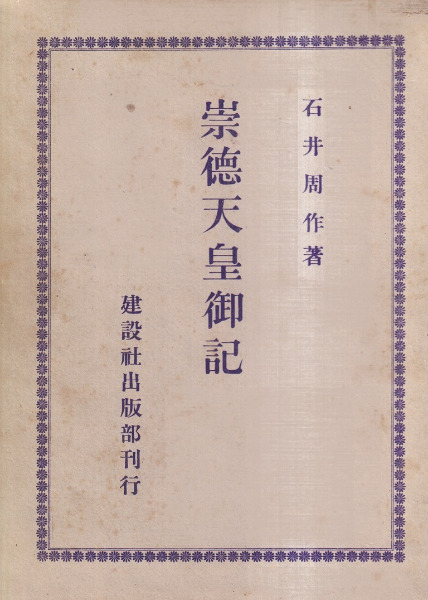 石井周作著
崇德天皇御記
建設社出版部刊行